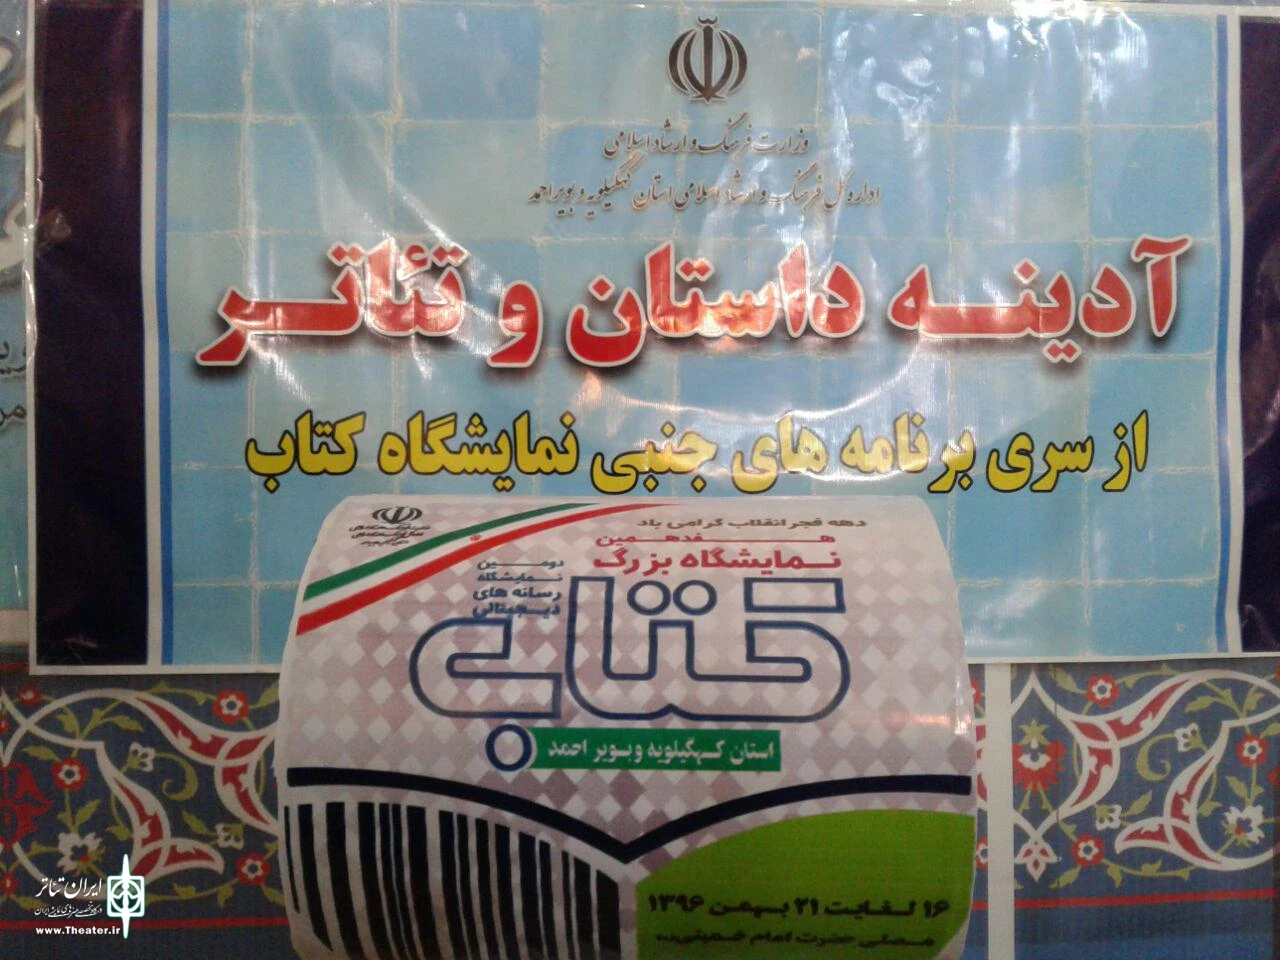 وزارت فرهنگ و ارشاد اسلامی
اداره کل فرهنگ و ارشاد اسلامی استان کهگیلویه و بویراحمد
آدینه داستان و تئاتر
از سری برنامه های جنبی نمایشگاه کتاب
دهه فجر انقلاب گرامی باد
هفدهمین
نمایشگاه بزرگ
کتاب
دومین
نمایشگاه
رسانه های
دیجیتالی
استان کهگیلویه و بویر احمد
۱۶ لغایت ۲۱ بهمن ۱۳۹۶
مصلی حضرت امام خمینی
ایران تئاتر
www.Theater.ir